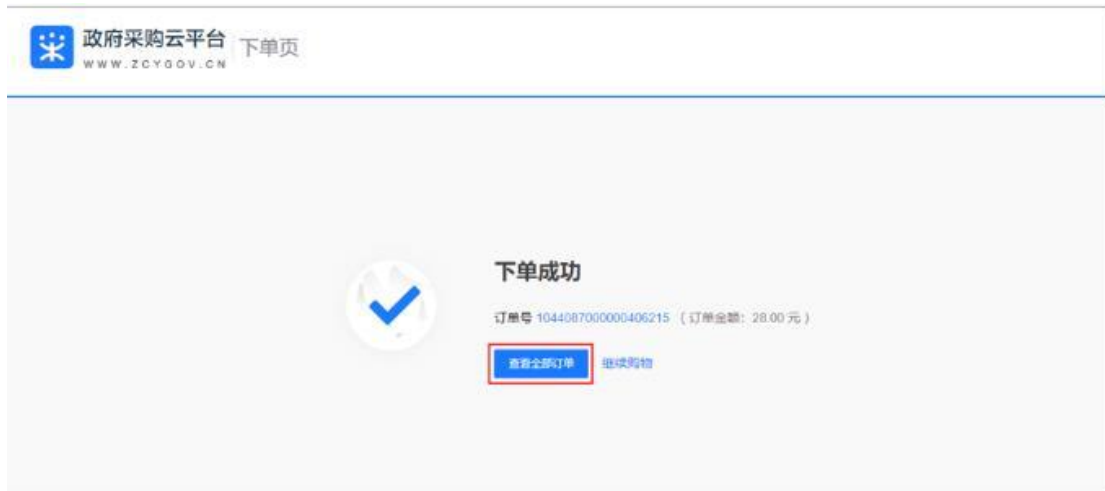 政府采购云平台 下单页
WWW.ZCYGOV.CN
下单成功
订单号 1044087000000406215 （订单金额：28.00 元）
查看全部订单 继续购物